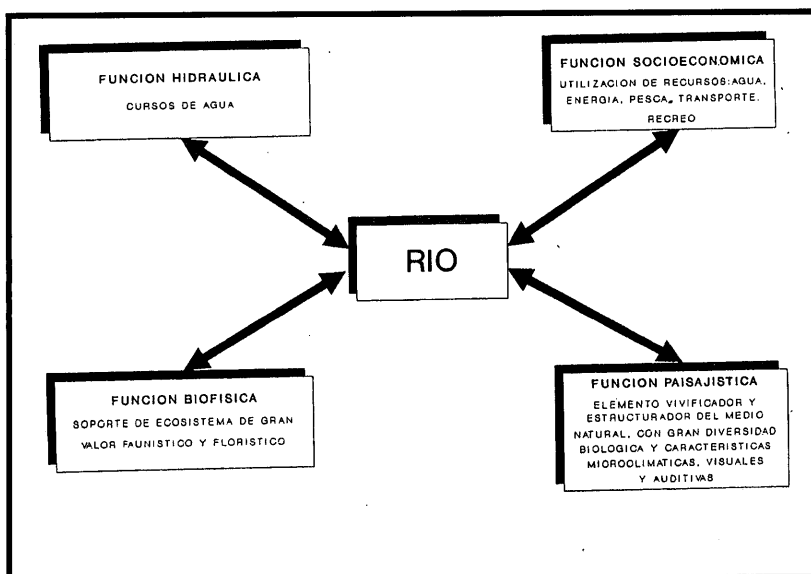 FUNCION HIDRAULICA
CURSOS DE AGUA
FUNCION SOCIOECONOMICA
UTILIZACION DE RECURSOS: AGUA,
ENERGIA, PESCA, TRANSPORTE.
RECREO
RIO
FUNCION BIOFISICA
SOPORTE DE ECOSISTEMA DE GRAN
VALOR FAUNISTICO Y FLORISTICO
FUNCION PAISAJISTICA
ELEMENTO VIVIFICADOR Y
ESTRUCTURADOR DEL MEDIO
NATURAL, CON GRAN DIVERSIDAD
BIOLOGICA Y CARACTERISTICAS
MICROOLIMATICAS, VISUALES
Y AUDITIVAS